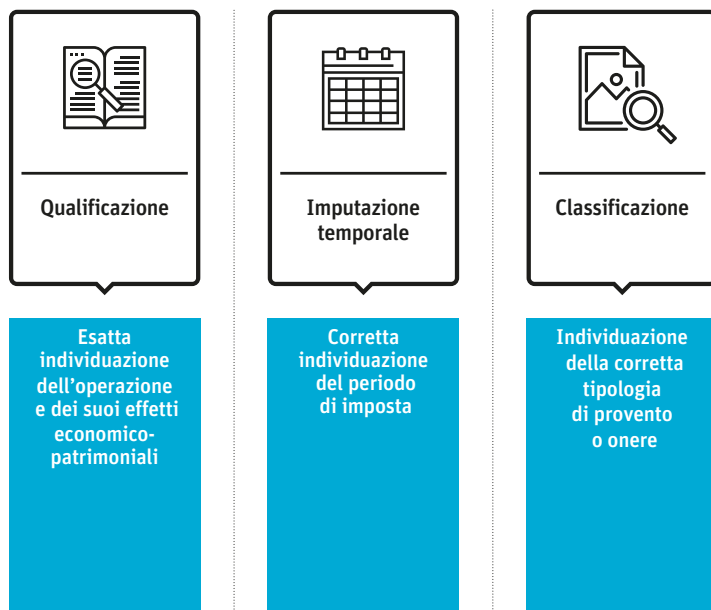 Qualificazione
Esatta
individuazione
dell'operazione
e dei suoi effetti
economico-
patrimoniali
Imputazione
temporale
Corretta
individuazione
del periodo
di imposta
Classificazione
Individuazione
della corretta
tipologia
di provento
o onere